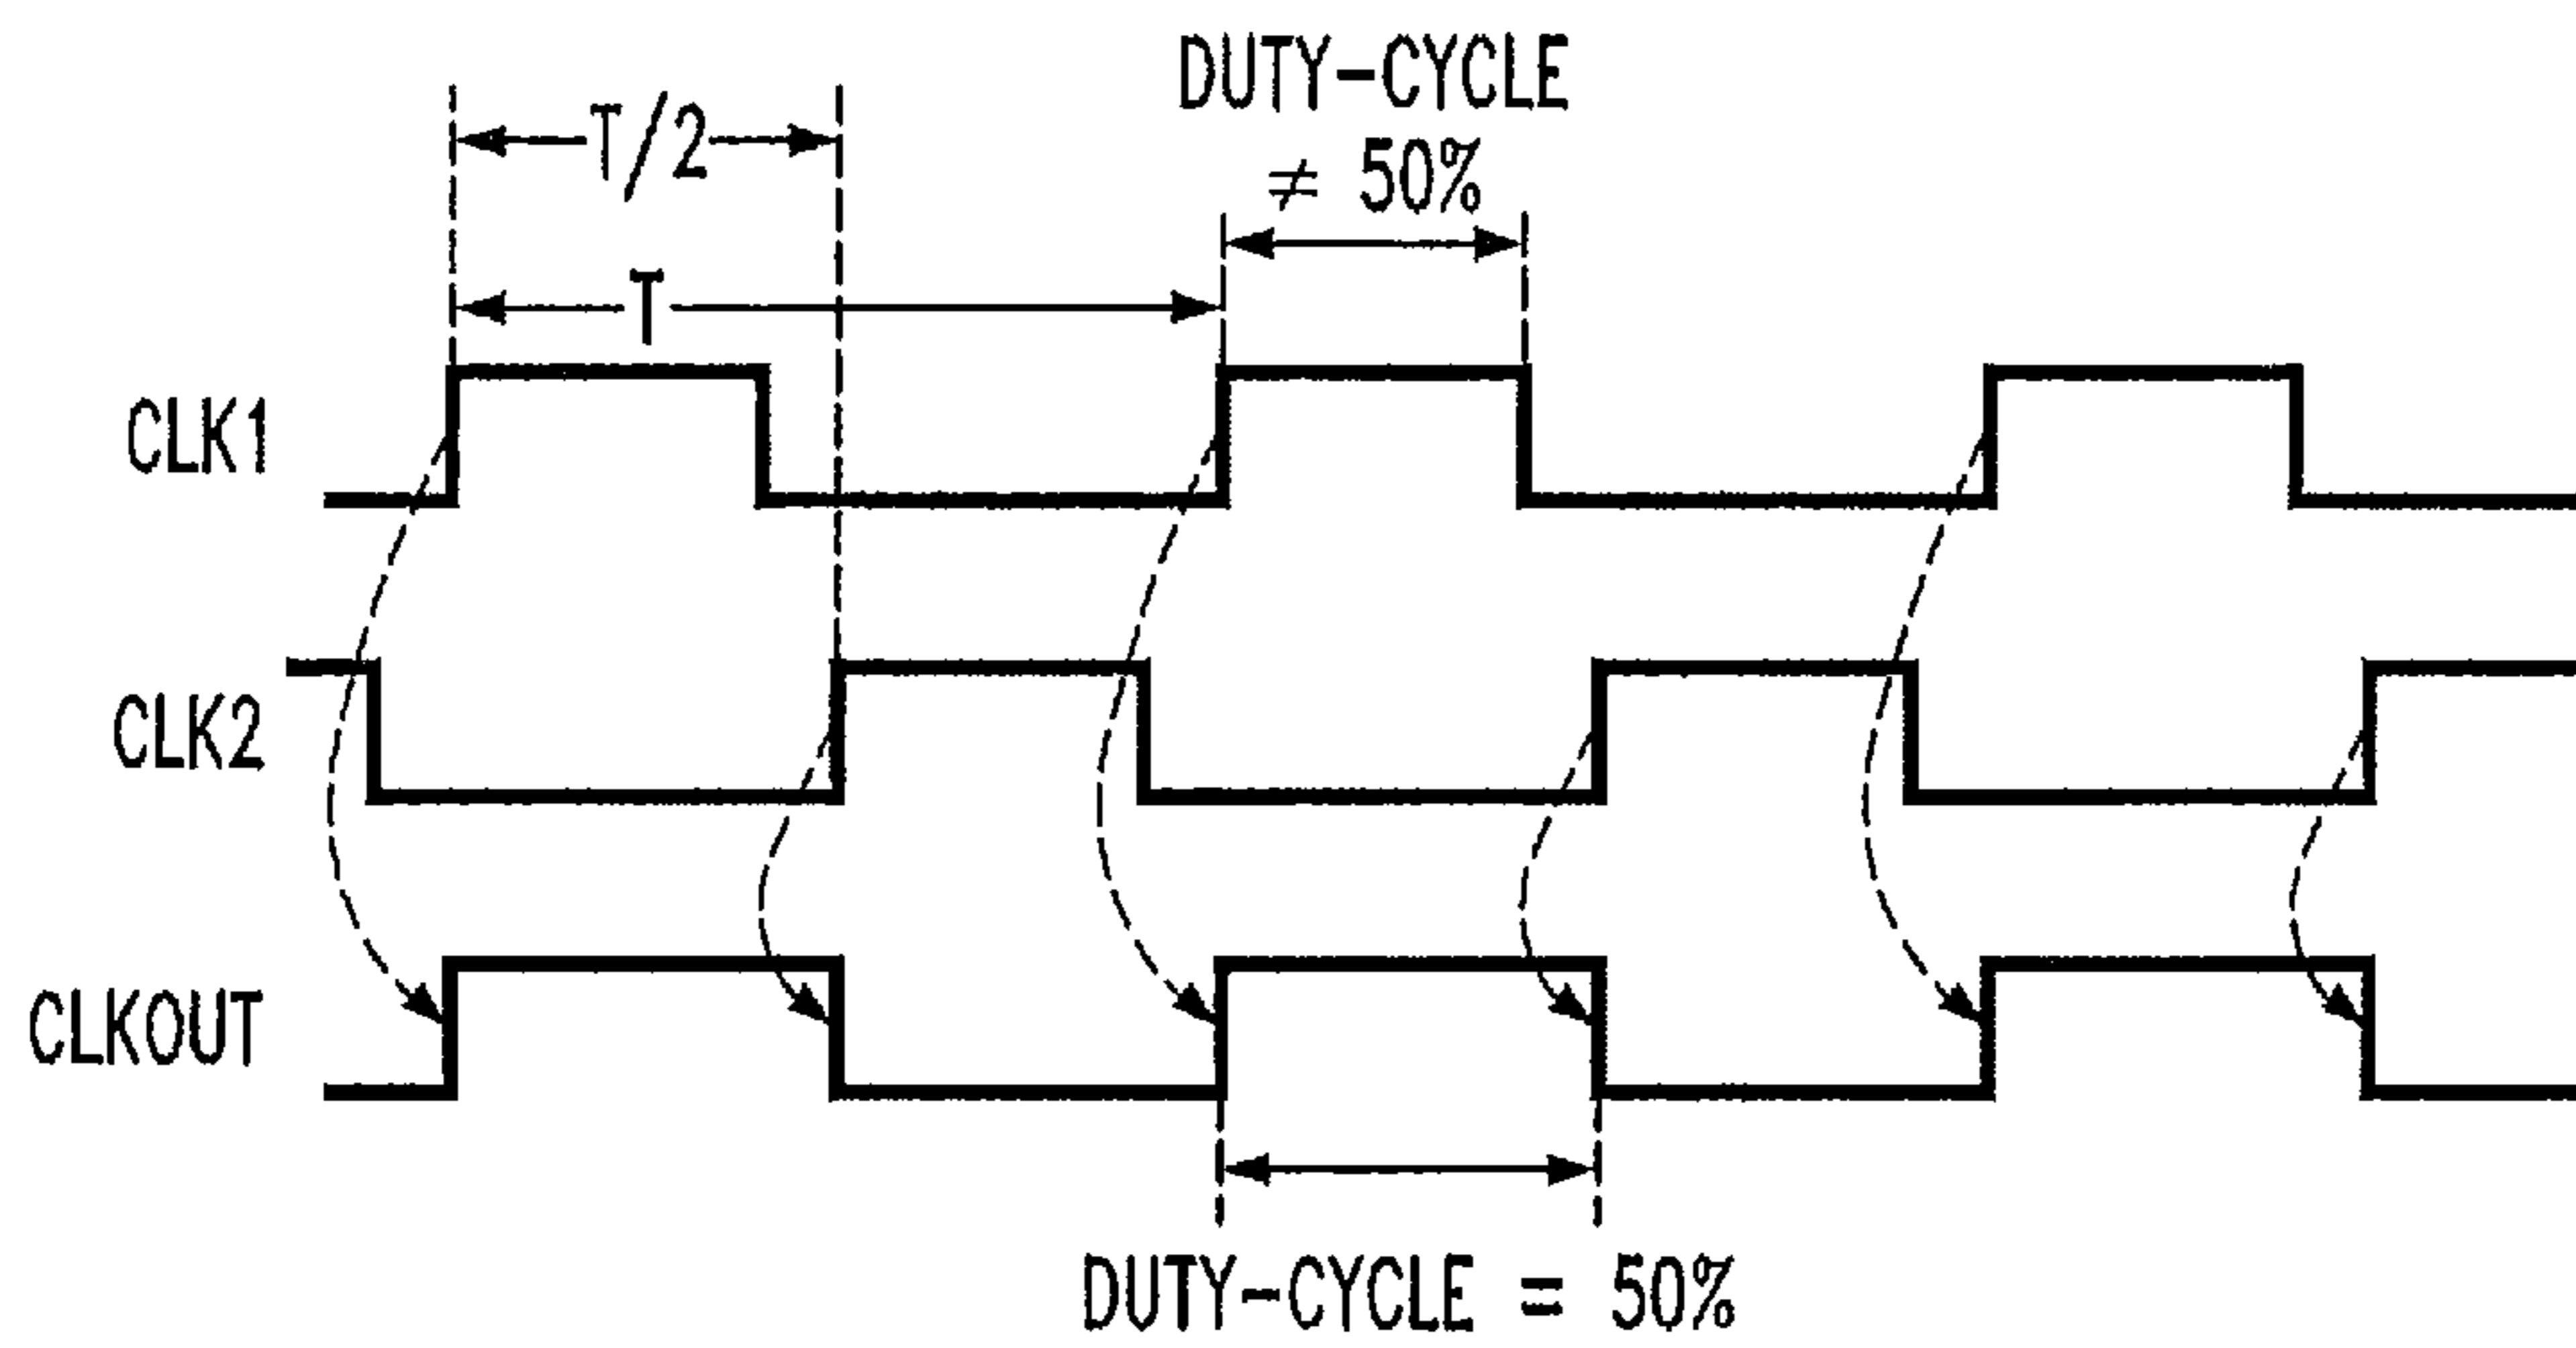 DUTY-CYCLE
≠ 50%
T/2
T
CLK1
CLK2
CLKOUT
DUTY-CYCLE = 50%